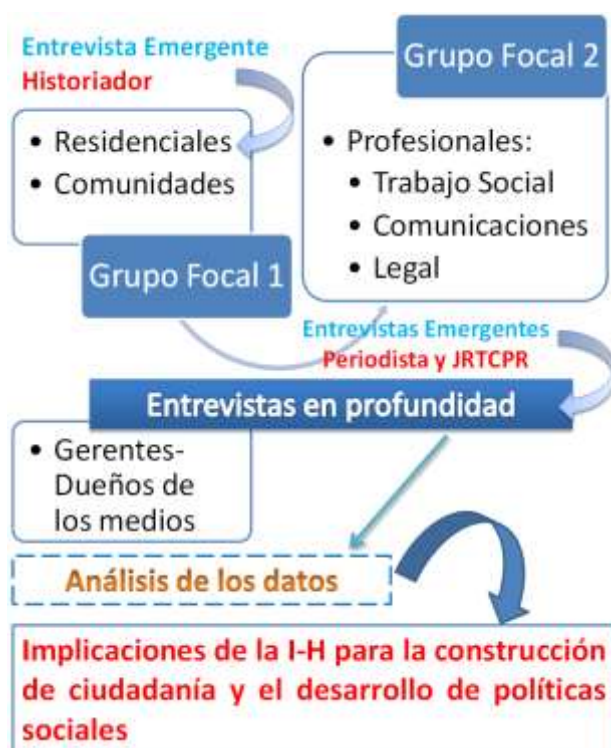 Entrevista Emergente
Historiador
• Residenciales
• Comunidades
Grupo Focal 1
Grupo Focal 2
• Profesionales:
• Trabajo Social
• Comunicaciones
• Legal
Entrevistas Emergentes
Periodista y JRTCPR
Entrevistas en profundidad
• Gerentes-
Dueños de
los medios
Análisis de los datos
Implicaciones de la I-H para la construcción
de ciudadanía y el desarrollo de políticas
sociales